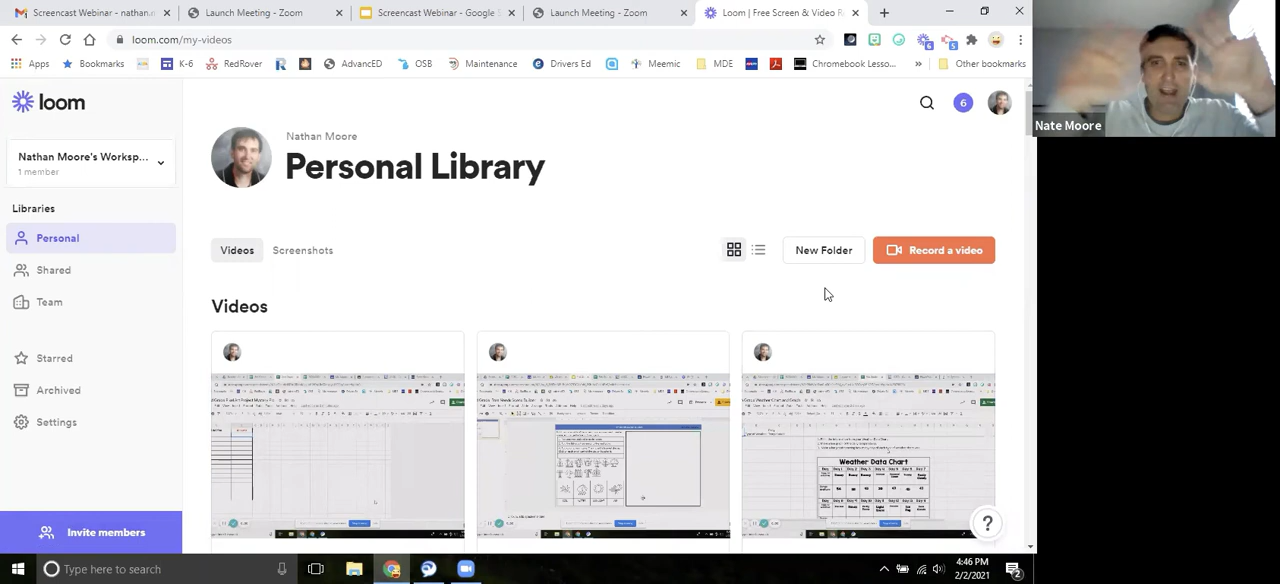 Screencast Webinar - nathan.m
Launch Meeting - Zoom
Screencast Webinar - Google S
Launch Meeting - Zoom
Loom | Free Screen & Video R
loom.com/my-videos
6
5
Apps
Bookmarks
K-6
RedRover
AdvancED
OSB
Maintenance
Drivers Ed
Meemic
MDE
Chromebook Lesso...
»
Other bookmarks
loom
6
Nathan Moore's Worksp...
1 member
Nathan Moore
Personal Library
Libraries
Personal
Shared
Team
Starred
Archived
Settings
Invite members
Videos
Screenshots
New Folder
Record a video
Videos
Weather Data Chart
?
Nate Moore
Type here to search
4:46 PM
2/2/2021
2